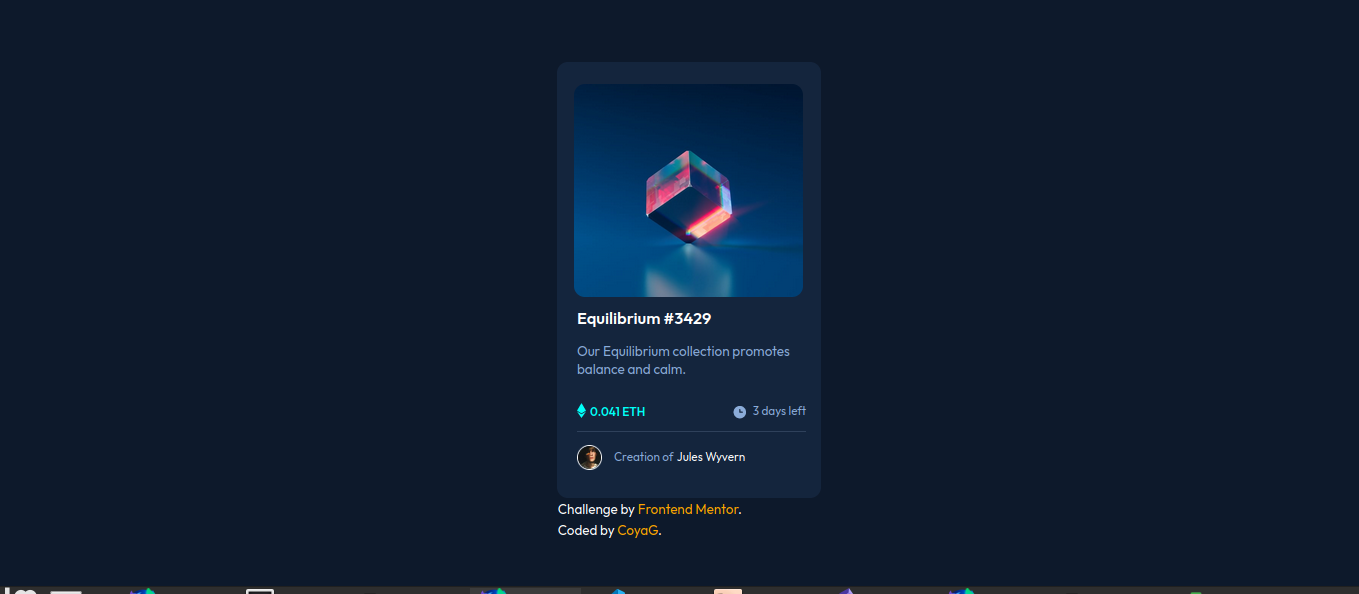 Equilibrium #3429
Our Equilibrium collection promotes
balance and calm.
0.041 ETH
3 days left
Creation of Jules Wyvern
Challenge by Frontend Mentor.
Coded by CoyaG.